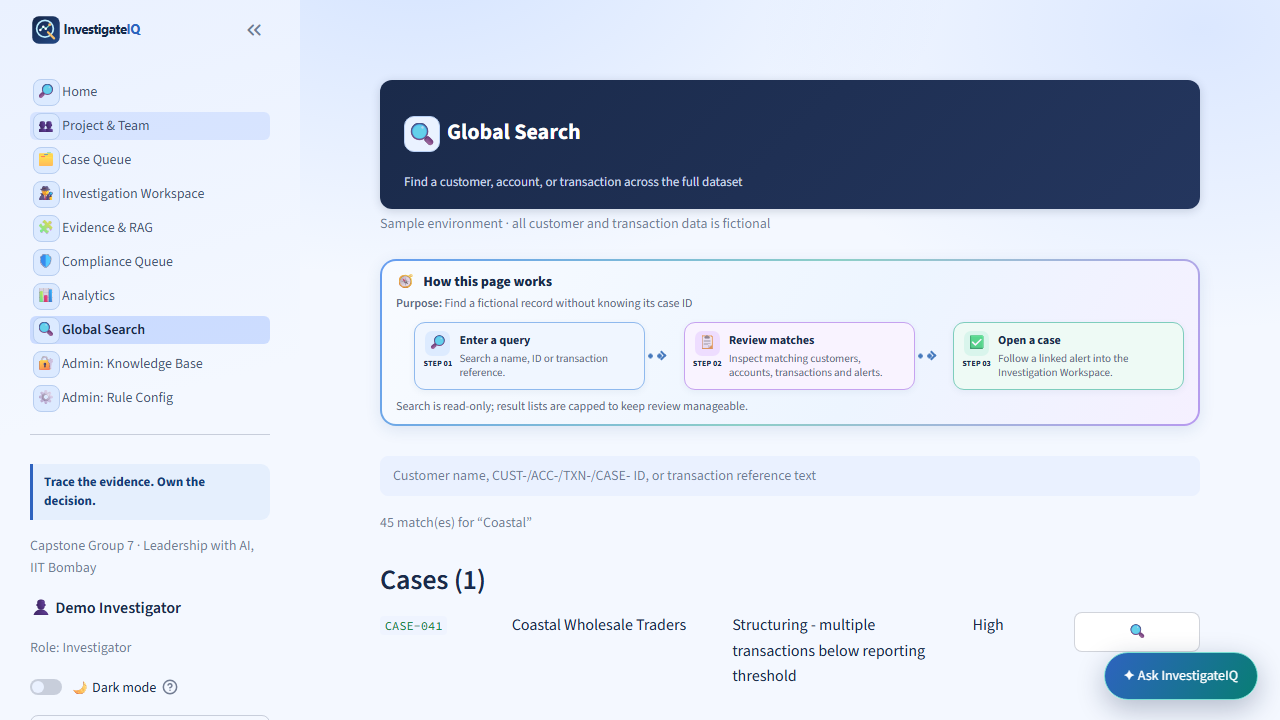 InvestigateIQ
Home
Project & Team
Case Queue
Investigation Workspace
Evidence & RAG
Compliance Queue
Analytics
Global Search
Admin: Knowledge Base
Admin: Rule Config
Trace the evidence. Own the
decision.
Capstone Group 7 · Leadership with AI,
IIT Bombay
Demo Investigator
Role: Investigator
Dark mode
Global Search
Find a customer, account, or transaction across the full dataset
Sample environment · all customer and transaction data is fictional
How this page works
Purpose: Find a fictional record without knowing its case ID
STEP 01
Enter a query
Search a name, ID or transaction
reference.
STEP 02
Review matches
Inspect matching customers,
accounts, transactions and alerts.
STEP 03
Open a case
Follow a linked alert into the
Investigation Workspace.
Search is read-only; result lists are capped to keep review manageable.
Customer name, CUST-/ACC-/TXN-/CASE- ID, or transaction reference text
45 match(es) for “Coastal”
Cases (1)
CASE-041
Coastal Wholesale Traders
Structuring - multiple
transactions below reporting
threshold
High
✦ Ask InvestigateIQ